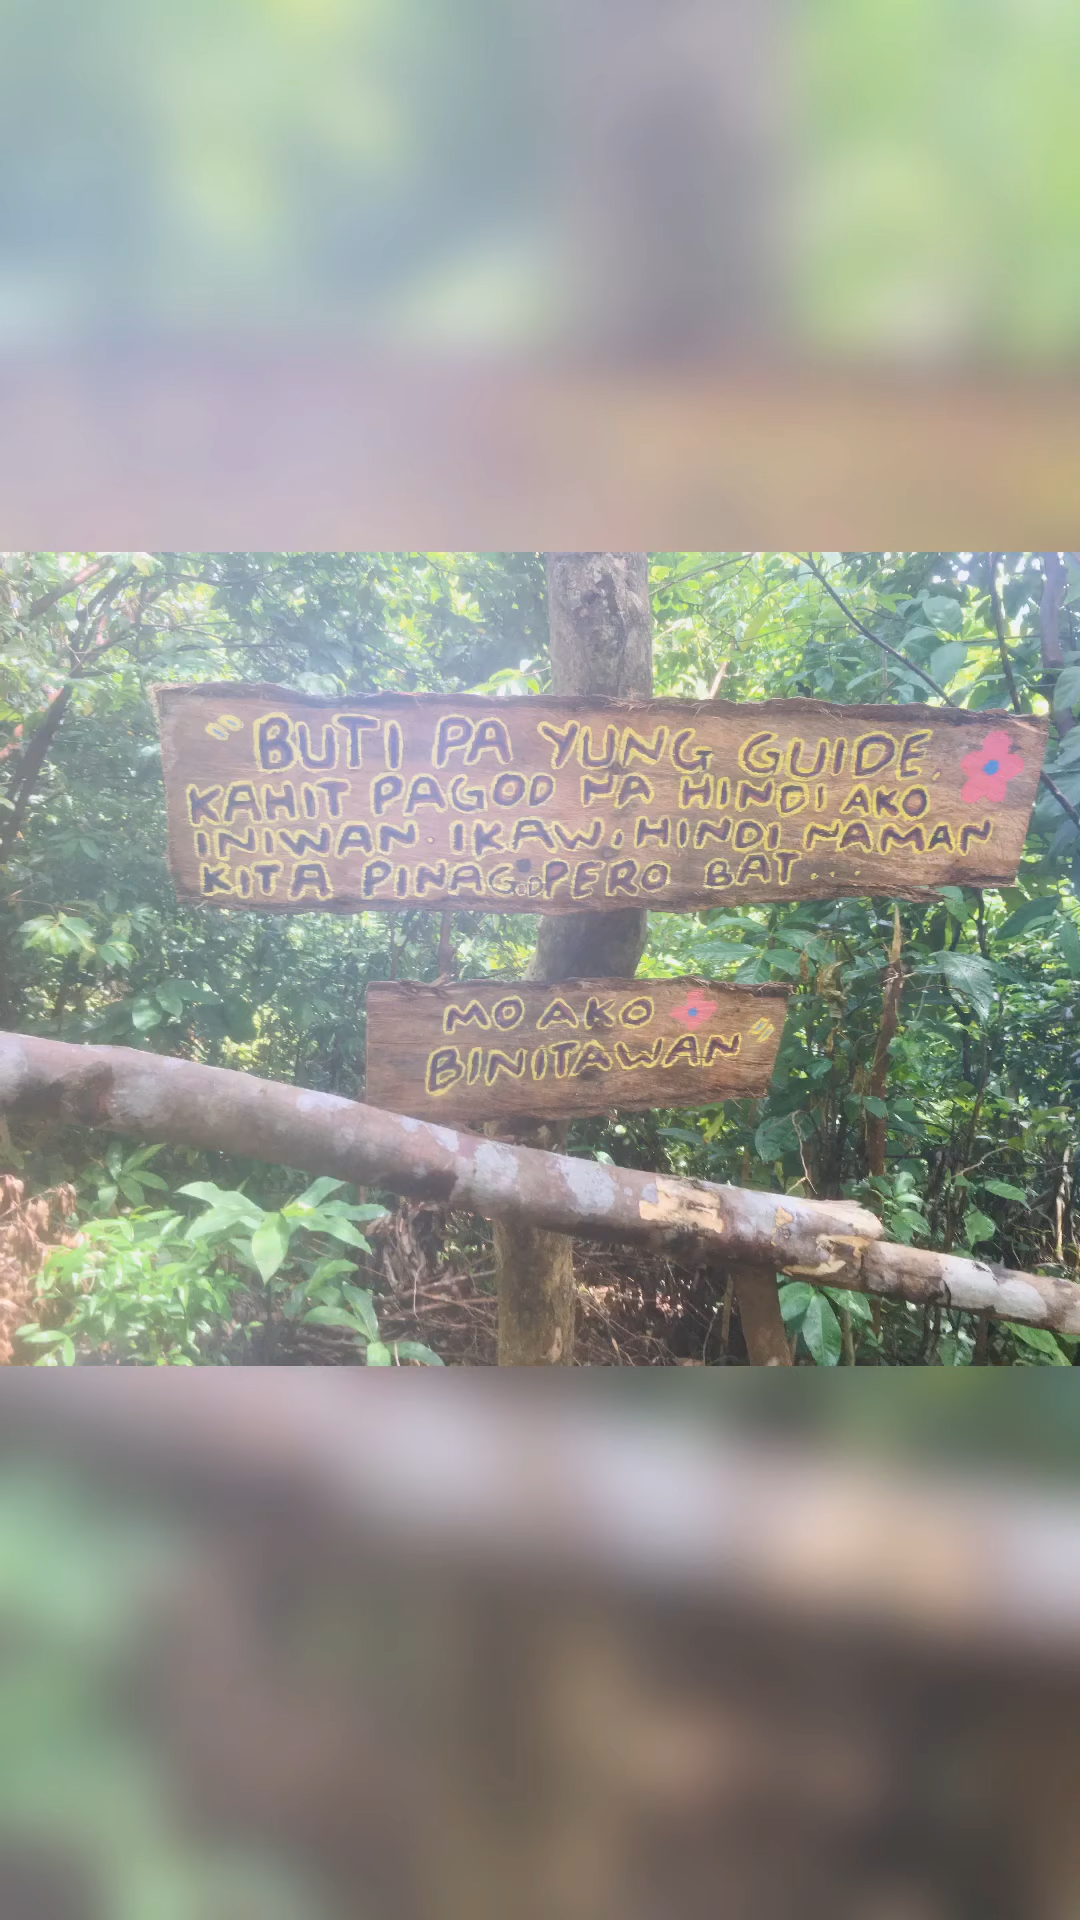 "BUTI PA YUNG GUIDE,
KAHIT PAGOD NA HINDI AKO
INIWAN. IKAW, HINDI NAMAN
KITA PINAGOD PERO BAT...
MO AKO
BINITAWAN"